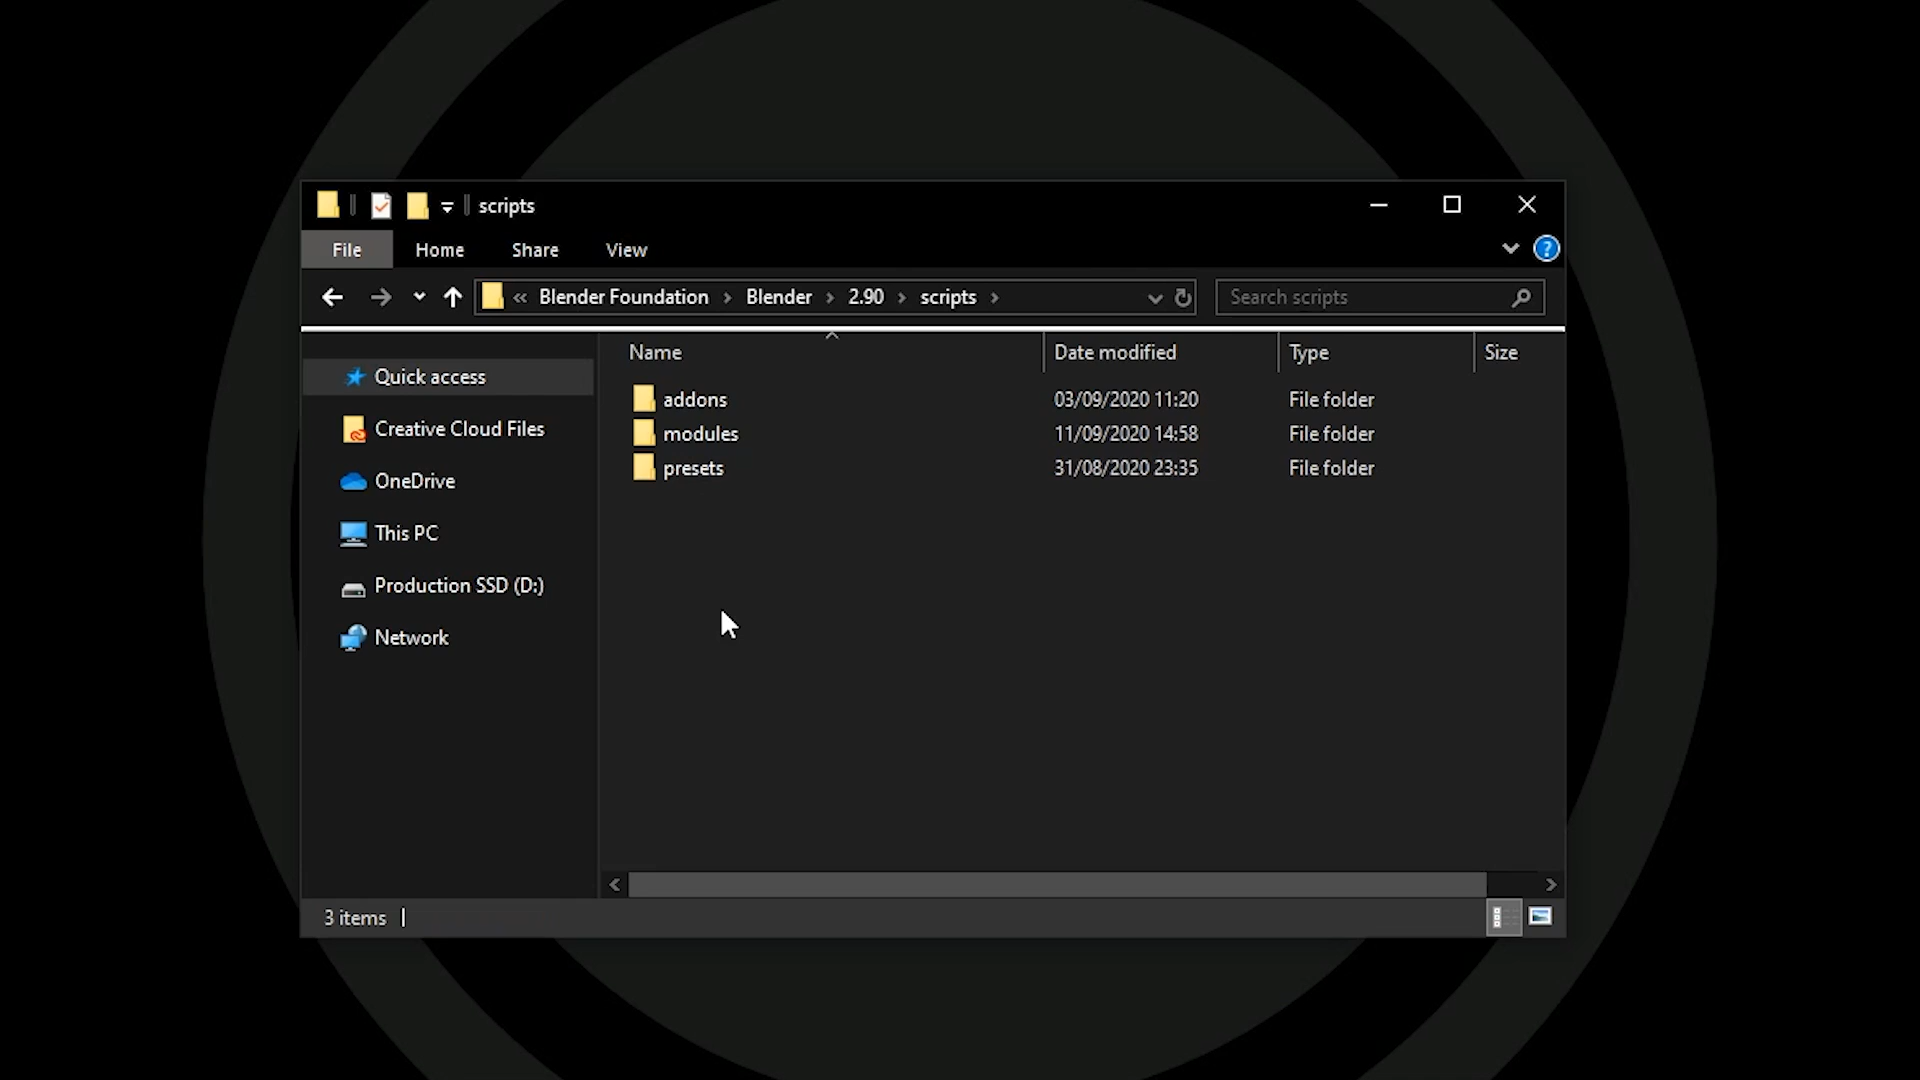 scripts
File Home Share View
« Blender Foundation > Blender > 2.90 > scripts > Search scripts
Name Date modified Type Size
Quick access
Creative Cloud Files
OneDrive
This PC
Production SSD (D:)
Network
addons 03/09/2020 11:20 File folder
modules 11/09/2020 14:58 File folder
presets 31/08/2020 23:35 File folder
3 items